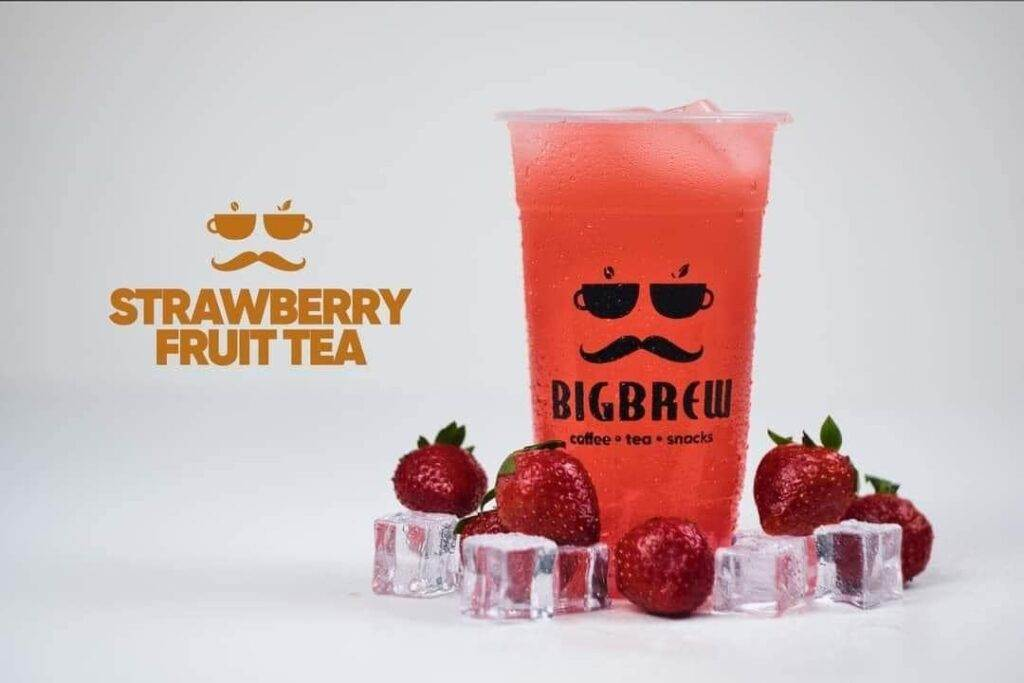 STRAWBERRY
FRUIT TEA
BIGBREW
coffee • tea • snacks